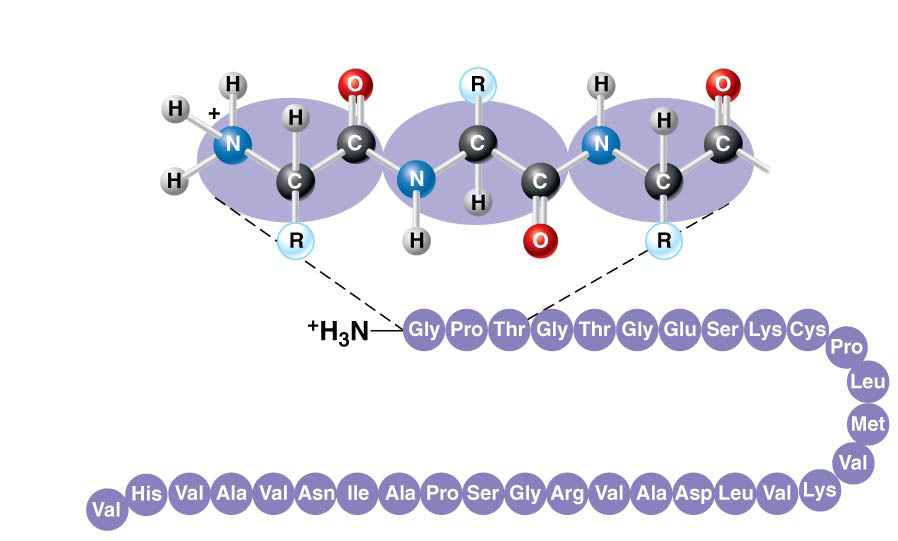 H O R H O
H + H H
N C C N C
H C N C C
H
R H O R
⁺H₃N Gly Pro Thr Gly Thr Gly Glu Ser Lys Cys
Pro
Leu
Met
Val
Val His Val Ala Val Asn Ile Ala Pro Ser Gly Arg Val Ala Asp Leu Val Lys